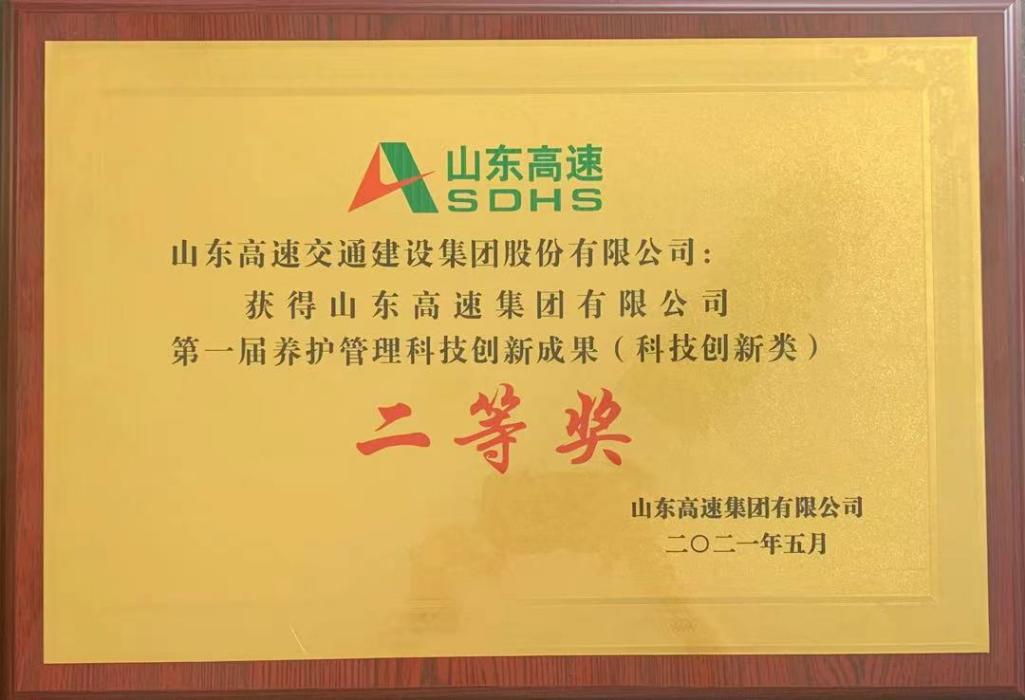 山东高速
SDHS
山东高速交通建设集团股份有限公司：
获得山东高速集团有限公司
第一届养护管理科技创新成果（科技创新类）
二等奖
山东高速集团有限公司
二〇二一年五月